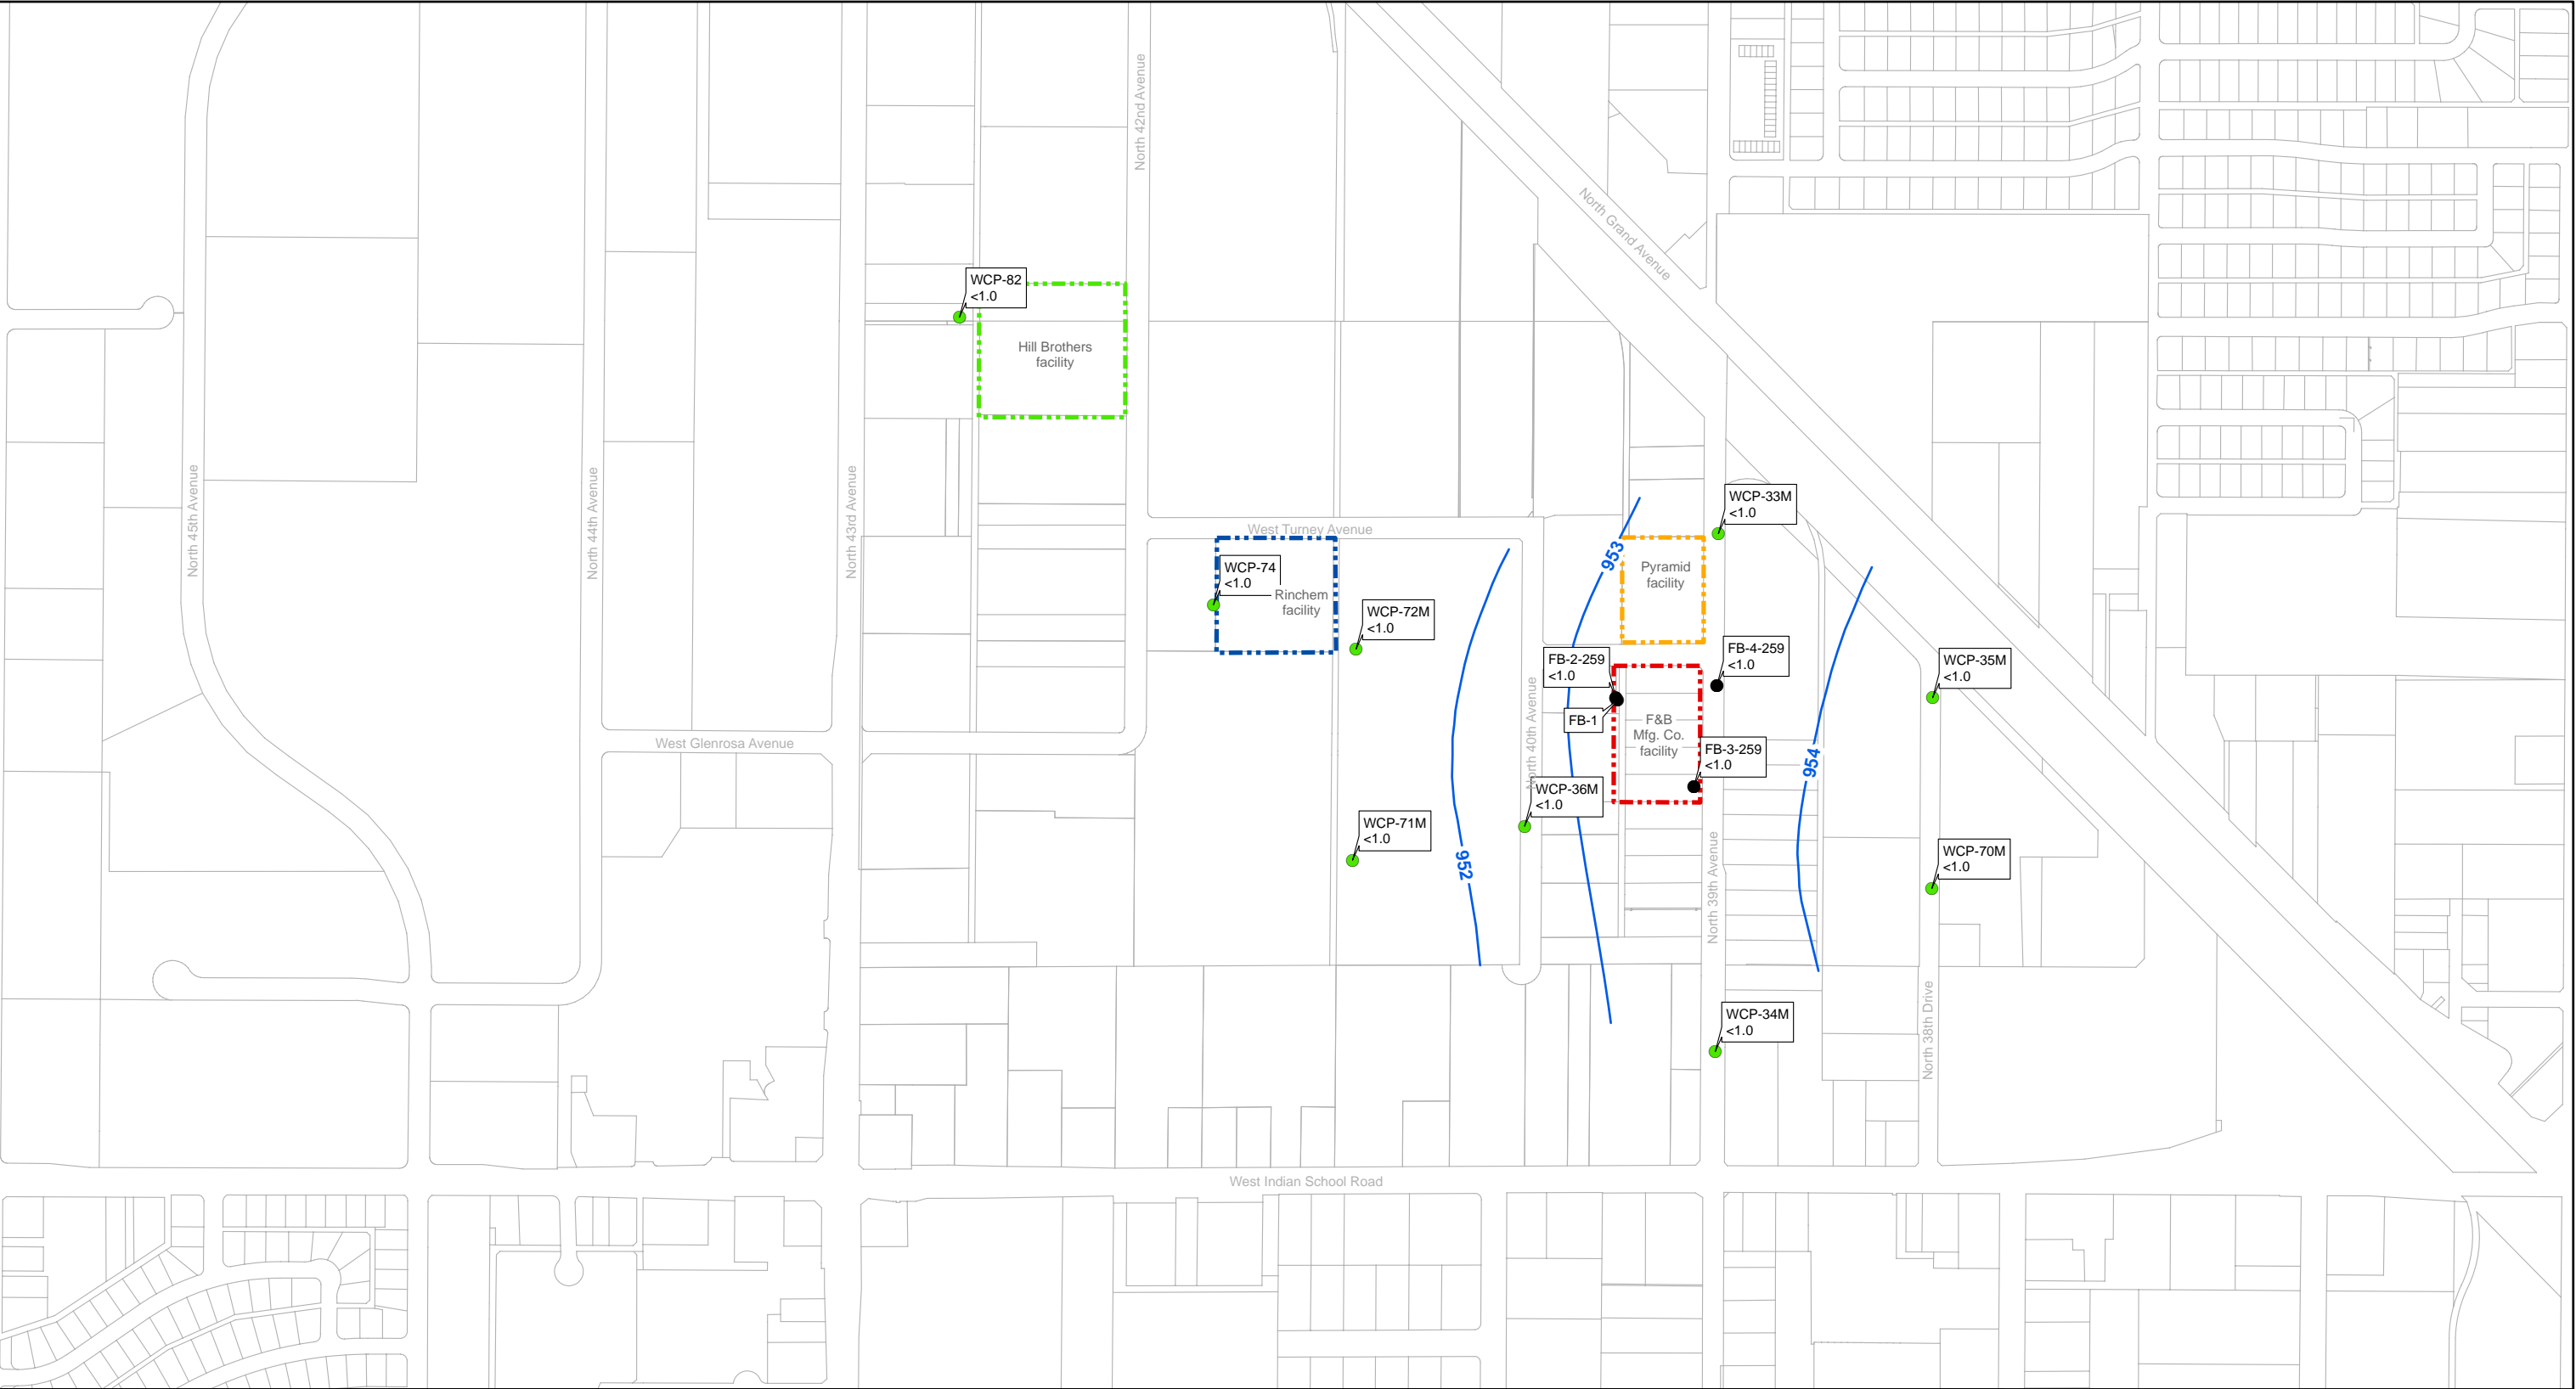 North 42nd Avenue
North Grand Avenue
WCP-82
<1.0
Hill Brothers
facility
North 45th Avenue
North 44th Avenue
North 43rd Avenue
WCP-33M
<1.0
West Turney Avenue
953
WCP-74
<1.0
Rinchem
facility
Pyramid
facility
WCP-72M
<1.0
FB-2-259
<1.0
FB-4-259
<1.0
WCP-35M
<1.0
FB-1
F&B
Mfg. Co.
facility
North 40th Avenue
West Glenrosa Avenue
FB-3-259
<1.0
954
WCP-36M
<1.0
WCP-71M
<1.0
952
WCP-70M
<1.0
North 39th Avenue
WCP-34M
<1.0
North 38th Drive
West Indian School Road